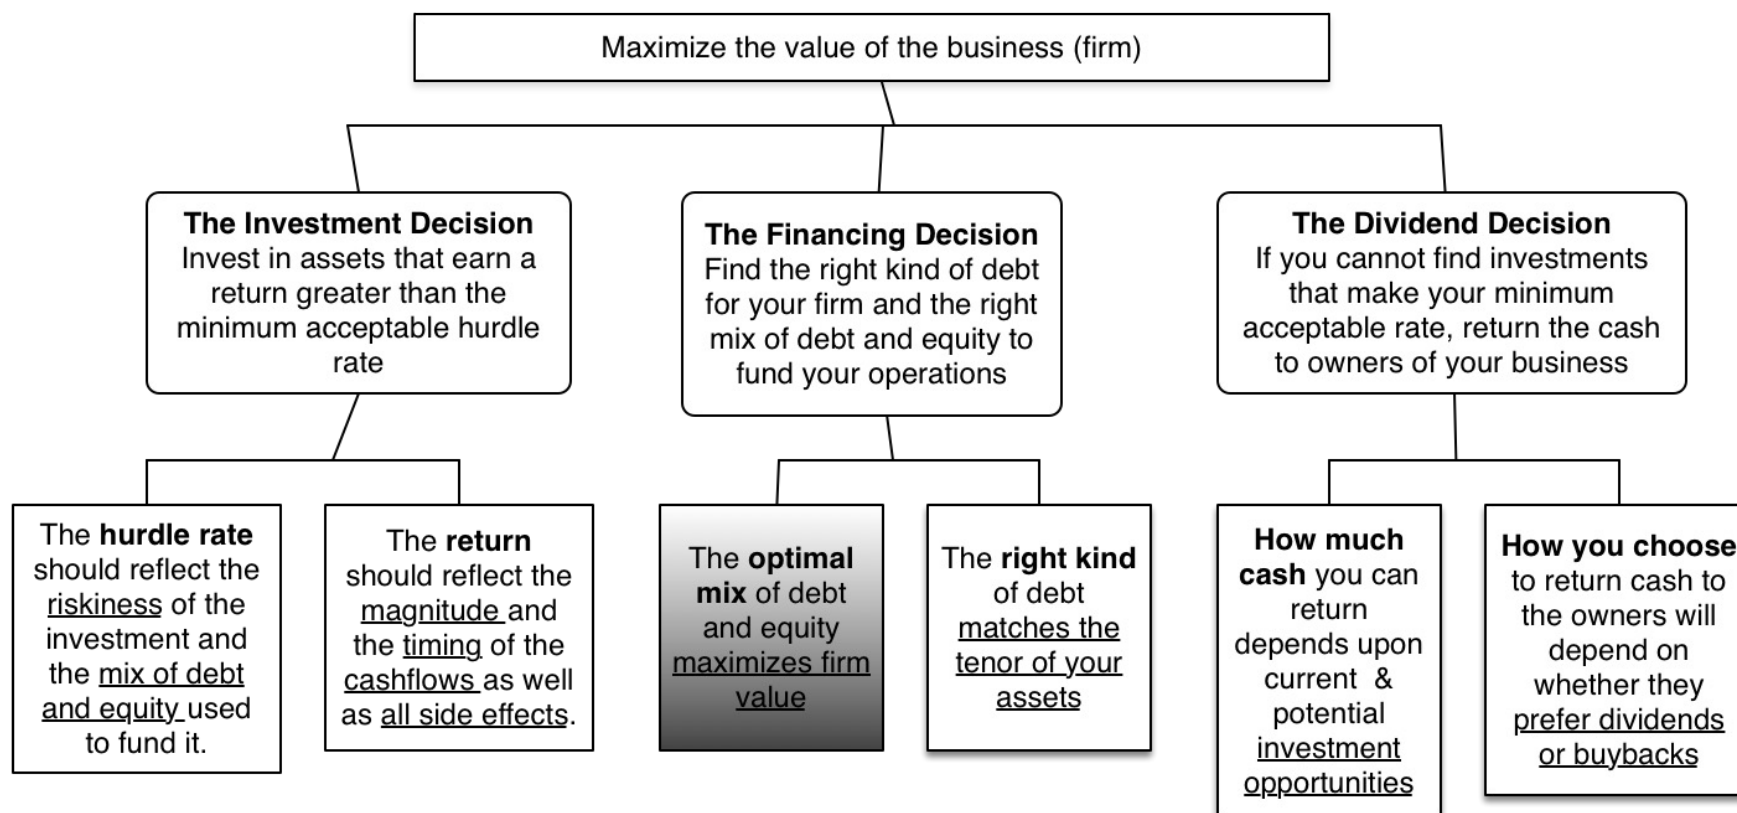 Maximize the value of the business (firm)
The Investment Decision
Invest in assets that earn a
return greater than the
minimum acceptable hurdle
rate
The Financing Decision
Find the right kind of debt
for your firm and the right
mix of debt and equity to
fund your operations
The Dividend Decision
If you cannot find investments
that make your minimum
acceptable rate, return the cash
to owners of your business
The hurdle rate
should reflect the
riskiness of the
investment and
the mix of debt
and equity used
to fund it.
The return
should reflect the
magnitude and
the timing of the
cashflows as well
as all side effects.
The optimal
mix of debt
and equity
maximizes firm
value
The right kind
of debt
matches the
tenor of your
assets
How much
cash you can
return
depends upon
current &
potential
investment
opportunities
How you choose
to return cash to
the owners will
depend on
whether they
prefer dividends
or buybacks